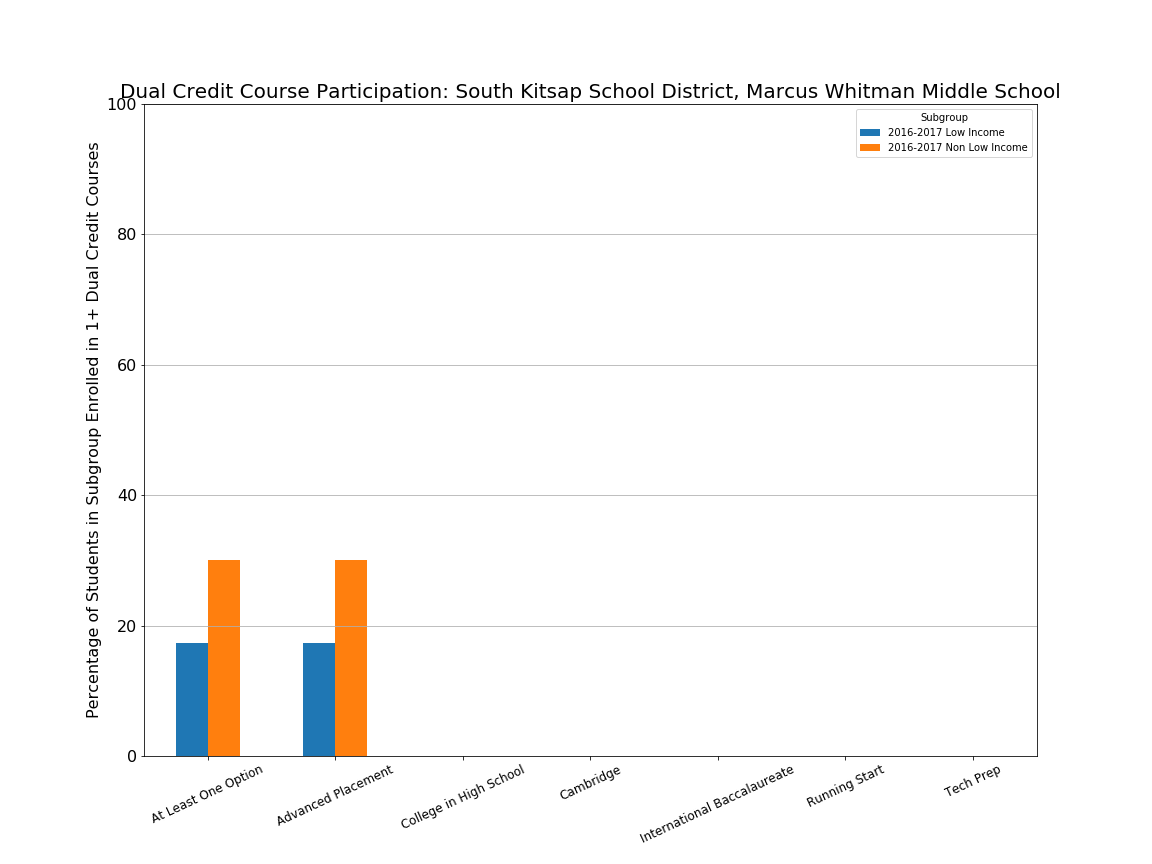 Dual Credit Course Participation: South Kitsap School District, Marcus Whitman Middle School
Percentage of Students in Subgroup Enrolled in 1+ Dual Credit Courses
100
80
60
40
20
0
Subgroup
2016-2017 Low Income
2016-2017 Non Low Income
At Least One Option
Advanced Placement
College in High School
Cambridge
International Baccalaureate
Running Start
Tech Prep